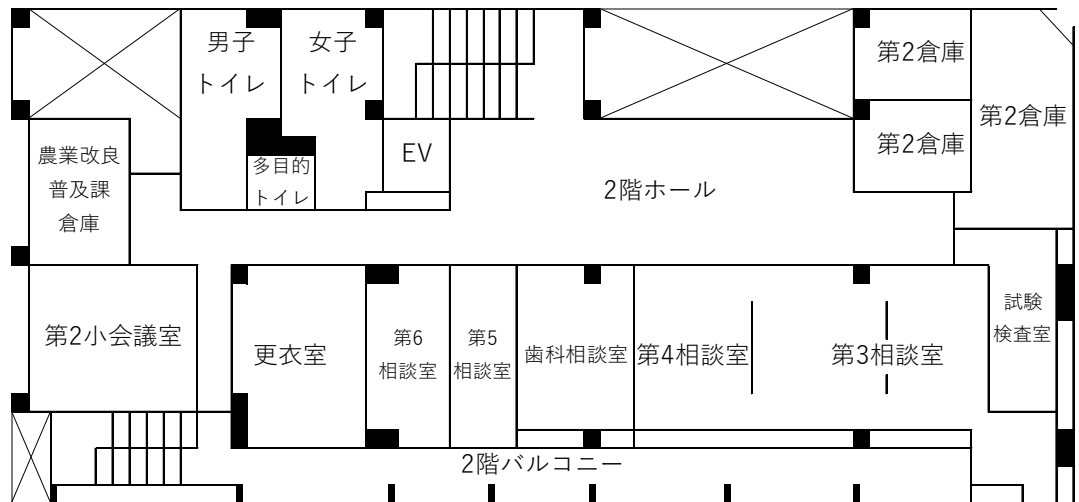 男子
トイレ
女子
トイレ
第2倉庫
第2倉庫
第2倉庫
農業改良
普及課
倉庫
多目的
トイレ
EV
2階ホール
第2小会議室
更衣室
第6
相談室
第5
相談室
歯科相談室
第4相談室
第3相談室
試験
検査室
2階バルコニー